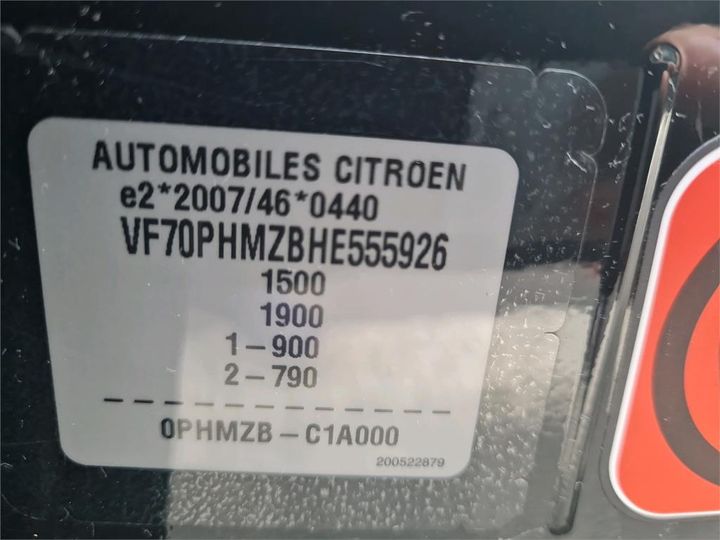 AUTOMOBILES CITROEN
e2*2007/46*0440
VF70PHMZBHE555926
1500
1900
1-900
2-790
0PHMZB-C1A000
200522879